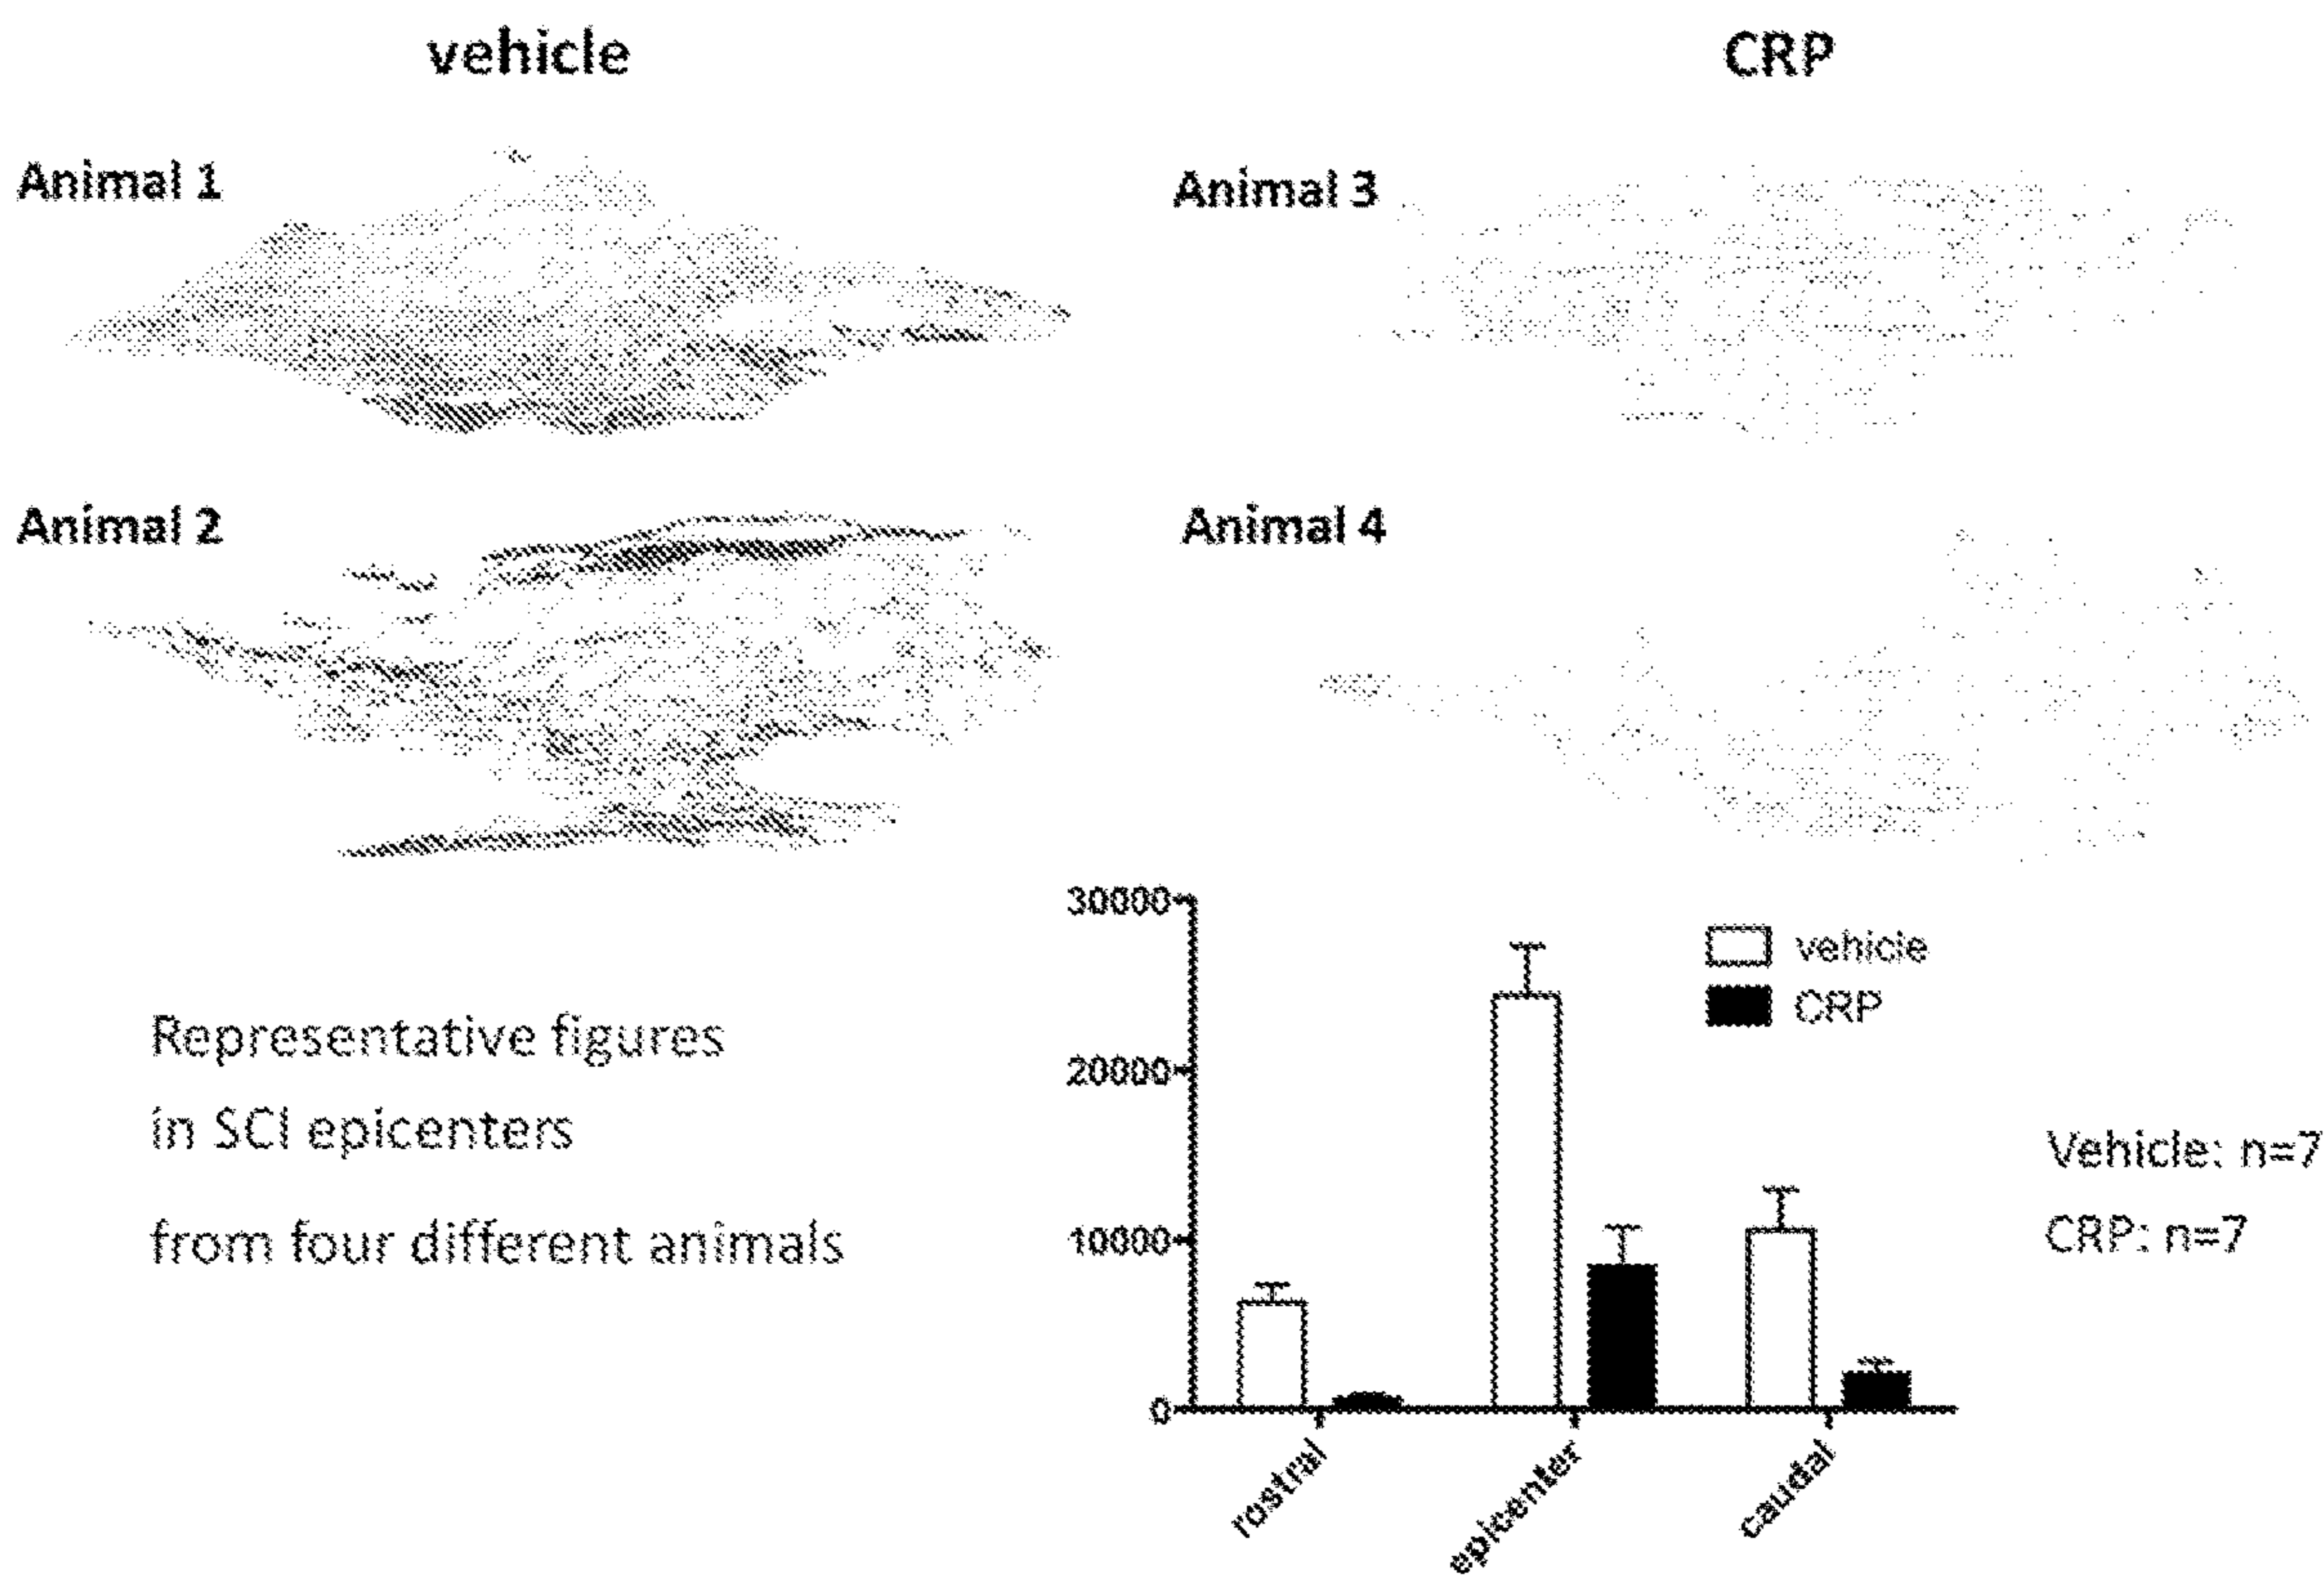 vehicle
CRP
Animal 1
Animal 3
Animal 2
Animal 4
Representative figures
in SCI epicenters
from four different animals
30000
20000
10000
0
vehicle
CRP
rostral
epicenter
caudal
Vehicle: n=7
CRP: n=7